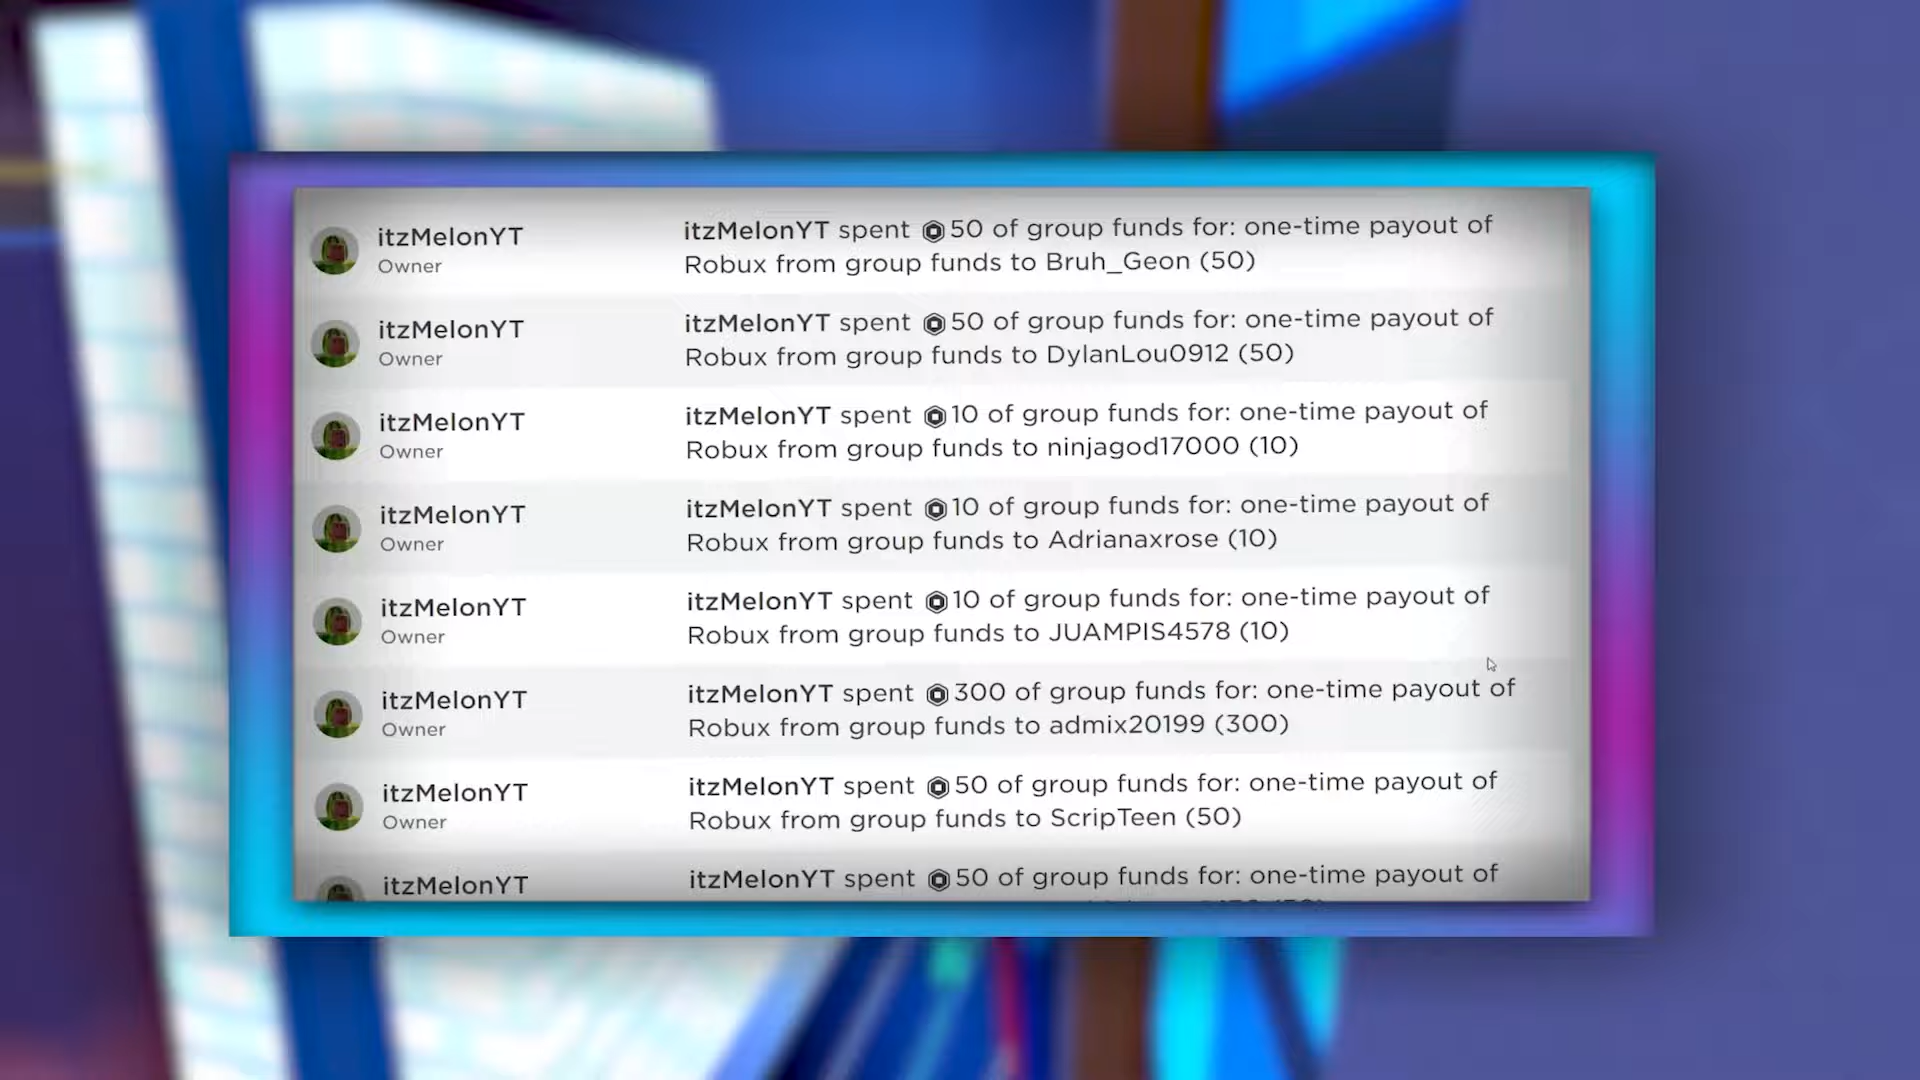 itzMelonYT
Owner
itzMelonYT spent 50 of group funds for: one-time payout of
Robux from group funds to Bruh_Geon (50)
itzMelonYT
Owner
itzMelonYT spent 50 of group funds for: one-time payout of
Robux from group funds to DylanLou0912 (50)
itzMelonYT
Owner
itzMelonYT spent 10 of group funds for: one-time payout of
Robux from group funds to ninjagod17000 (10)
itzMelonYT
Owner
itzMelonYT spent 10 of group funds for: one-time payout of
Robux from group funds to Adrianaxrose (10)
itzMelonYT
Owner
itzMelonYT spent 10 of group funds for: one-time payout of
Robux from group funds to JUAMPIS4578 (10)
itzMelonYT
Owner
itzMelonYT spent 300 of group funds for: one-time payout of
Robux from group funds to admix20199 (300)
itzMelonYT
Owner
itzMelonYT spent 50 of group funds for: one-time payout of
Robux from group funds to ScripTeen (50)
itzMelonYT
itzMelonYT spent 50 of group funds for: one-time payout of